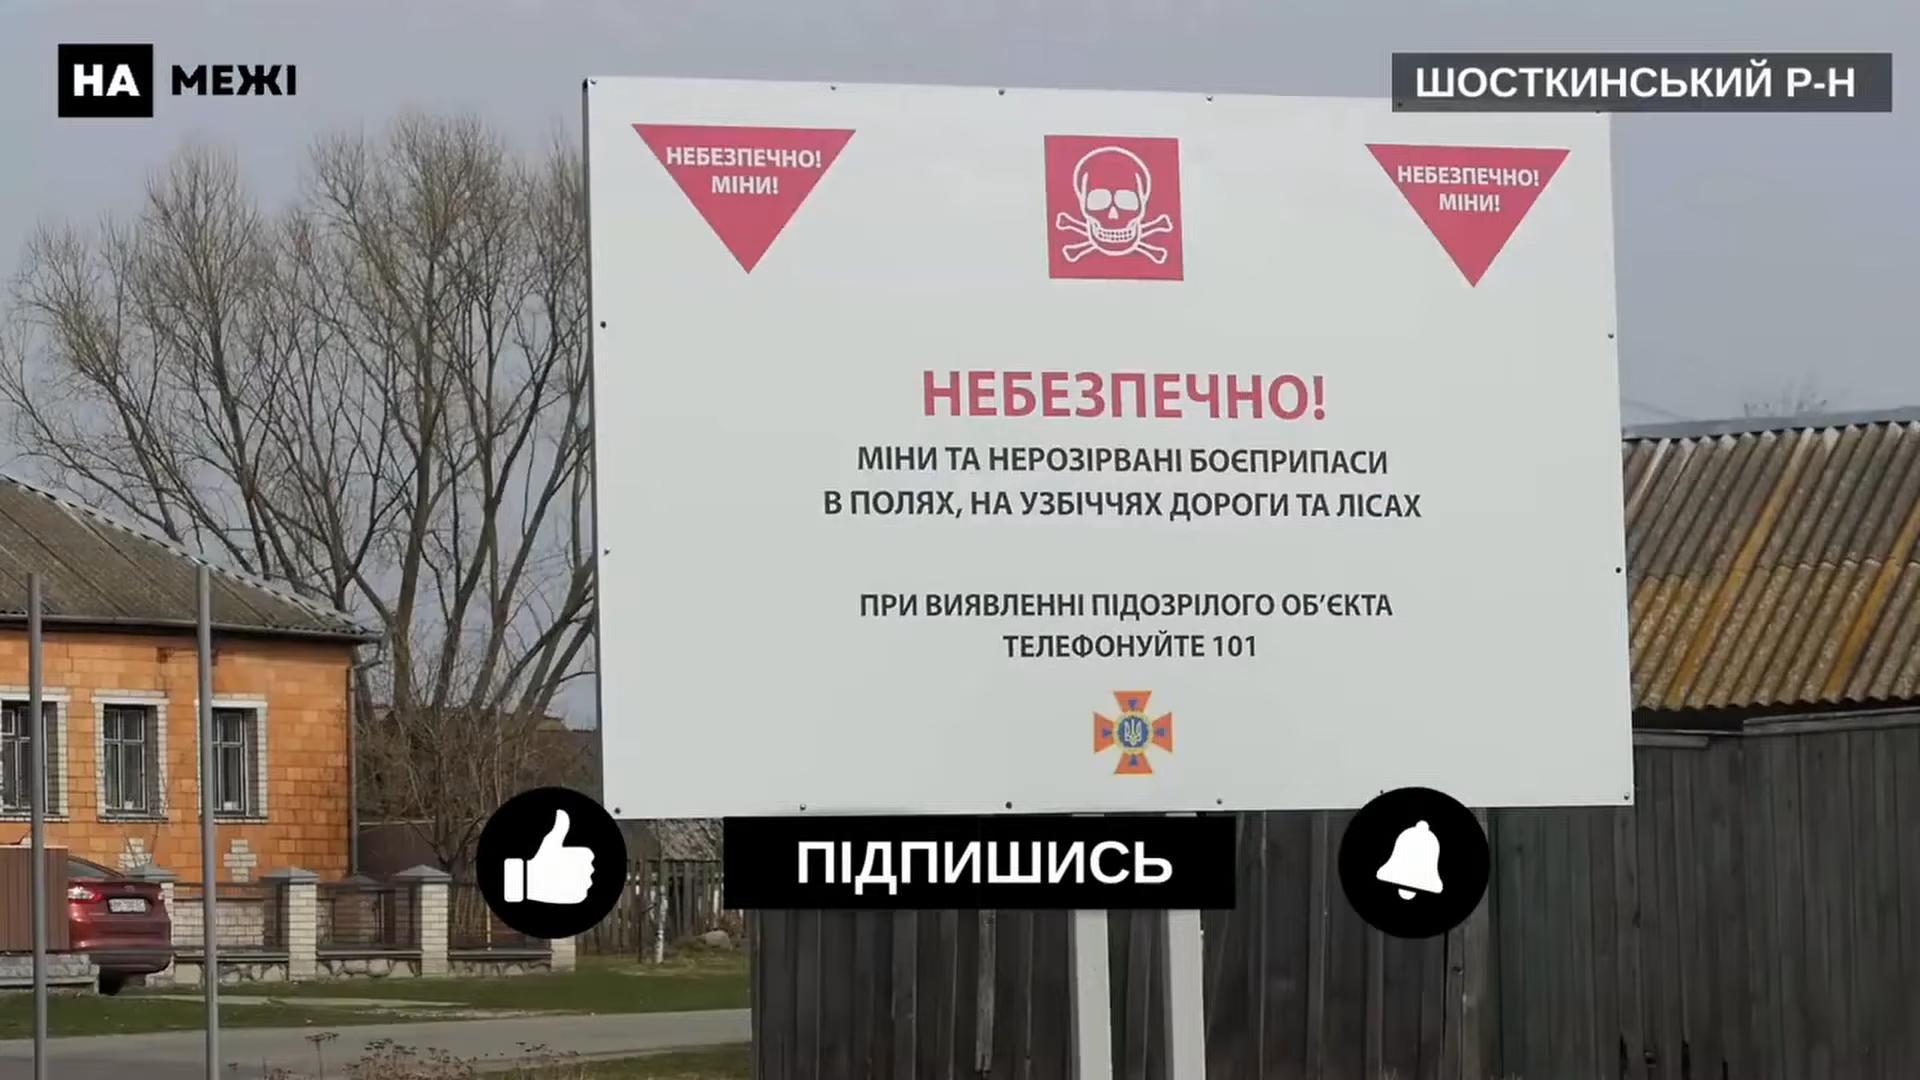 НА МЕЖІ
ШОСТКИНСЬКИЙ Р-Н
НЕБЕЗПЕЧНО!
МІНИ!
НЕБЕЗПЕЧНО!
МІНИ!
НЕБЕЗПЕЧНО!
МІНИ ТА НЕРОЗІРВАНІ БОЄПРИПАСИ
В ПОЛЯХ, НА УЗБІЧЧЯХ ДОРОГИ ТА ЛІСАХ
ПРИ ВИЯВЛЕННІ ПІДОЗРІЛОГО ОБ’ЄКТА
ТЕЛЕФОНУЙТЕ 101
ПІДПИШИСЬ